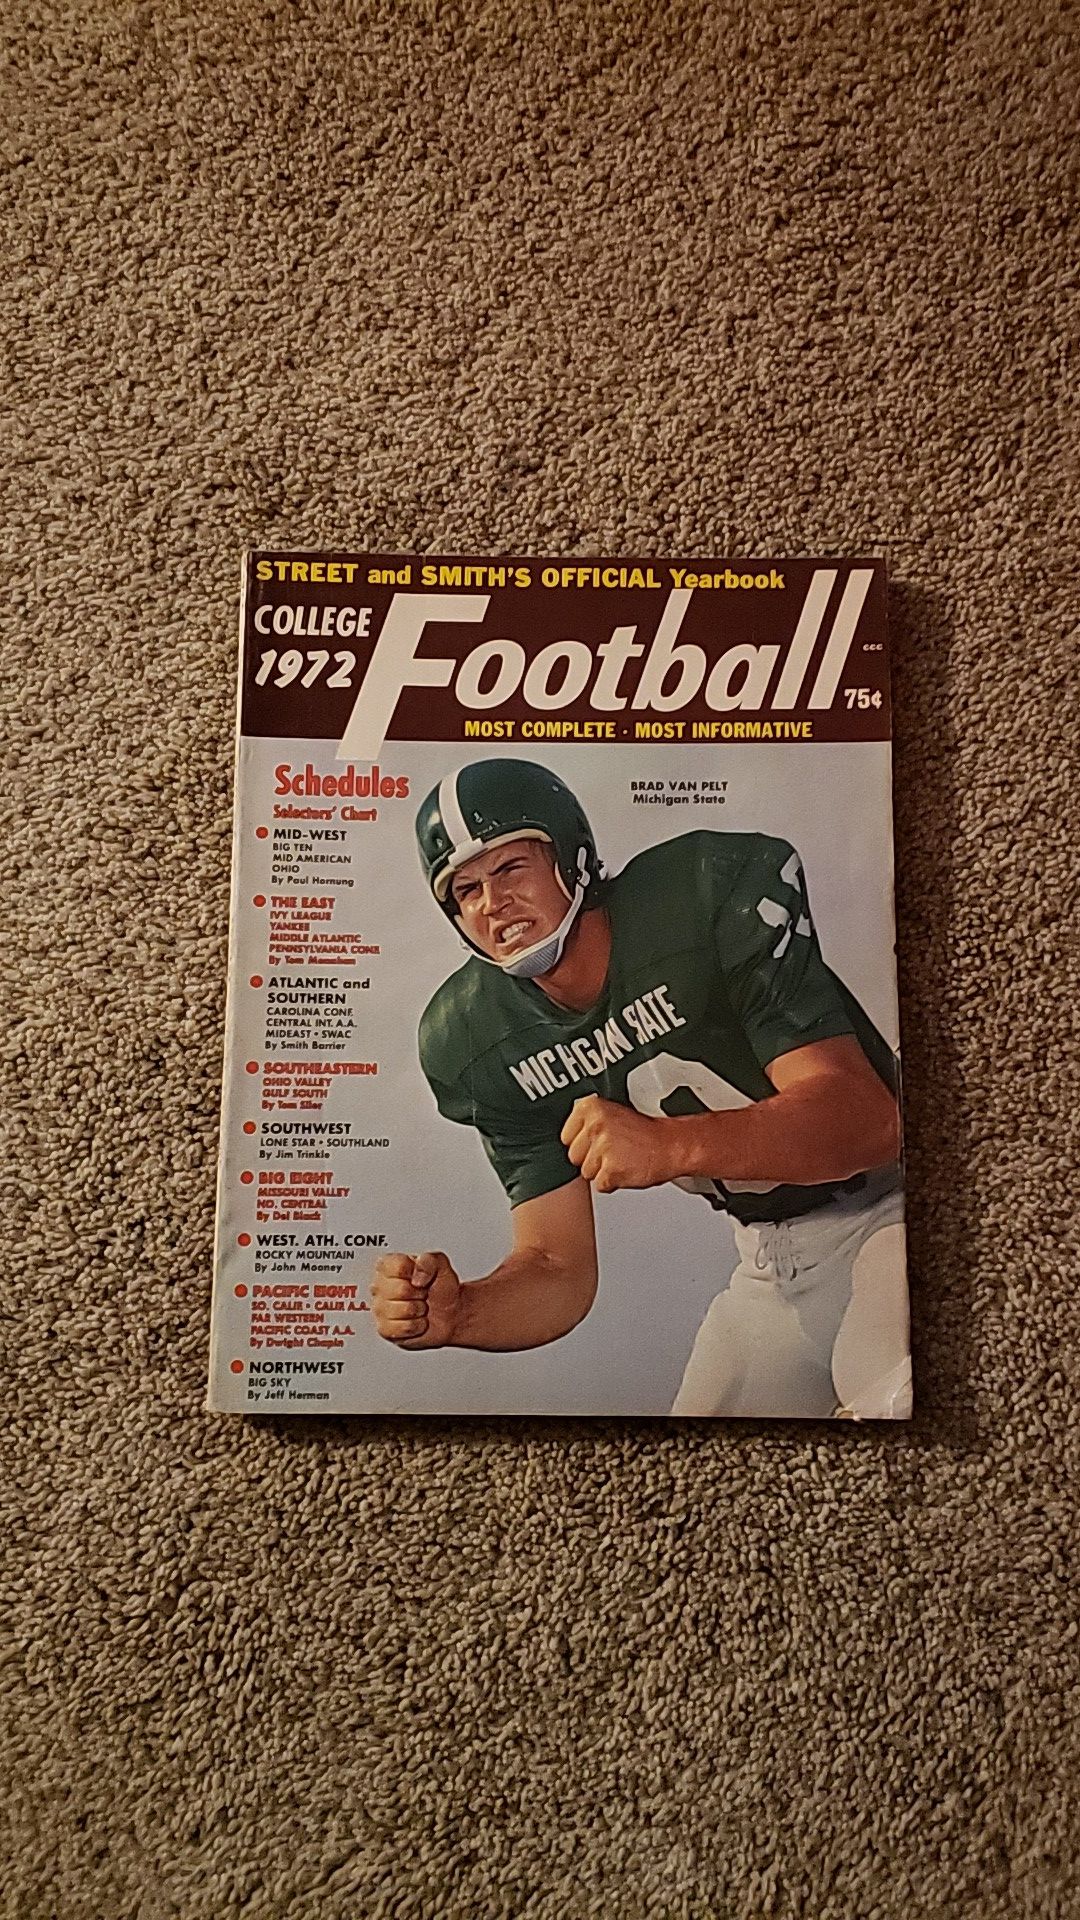 STREET and SMITH'S OFFICIAL Yearbook
COLLEGE
1972
Football
75¢
MOST COMPLETE · MOST INFORMATIVE
Schedules
Selectors' Chart
BRAD VAN PELT
Michigan State
MID-WEST
BIG TEN
MID AMERICAN
OHIO
By Paul Hornung
THE EAST
IVY LEAGUE
YANKEE
MIDDLE ATLANTIC
PENNSYLVANIA CONF.
By Tom Monahan
ATLANTIC and
SOUTHERN
CAROLINA CONF.
CENTRAL INT. A.A.
MIDEAST • SWAC
By Smith Barrier
SOUTHEASTERN
OHIO VALLEY
GULF SOUTH
By Tom Siler
SOUTHWEST
LONE STAR • SOUTHLAND
By Jim Trinkle
BIG EIGHT
MISSOURI VALLEY
NO. CENTRAL
By Del Black
WEST. ATH. CONF.
ROCKY MOUNTAIN
By John Mooney
PACIFIC EIGHT
SO. CALIF. • CALIF. A.A.
FAR WESTERN
PACIFIC COAST A.A.
By Dwight Chapin
NORTHWEST
BIG SKY
By Jeff Herman
MICHIGAN STATE